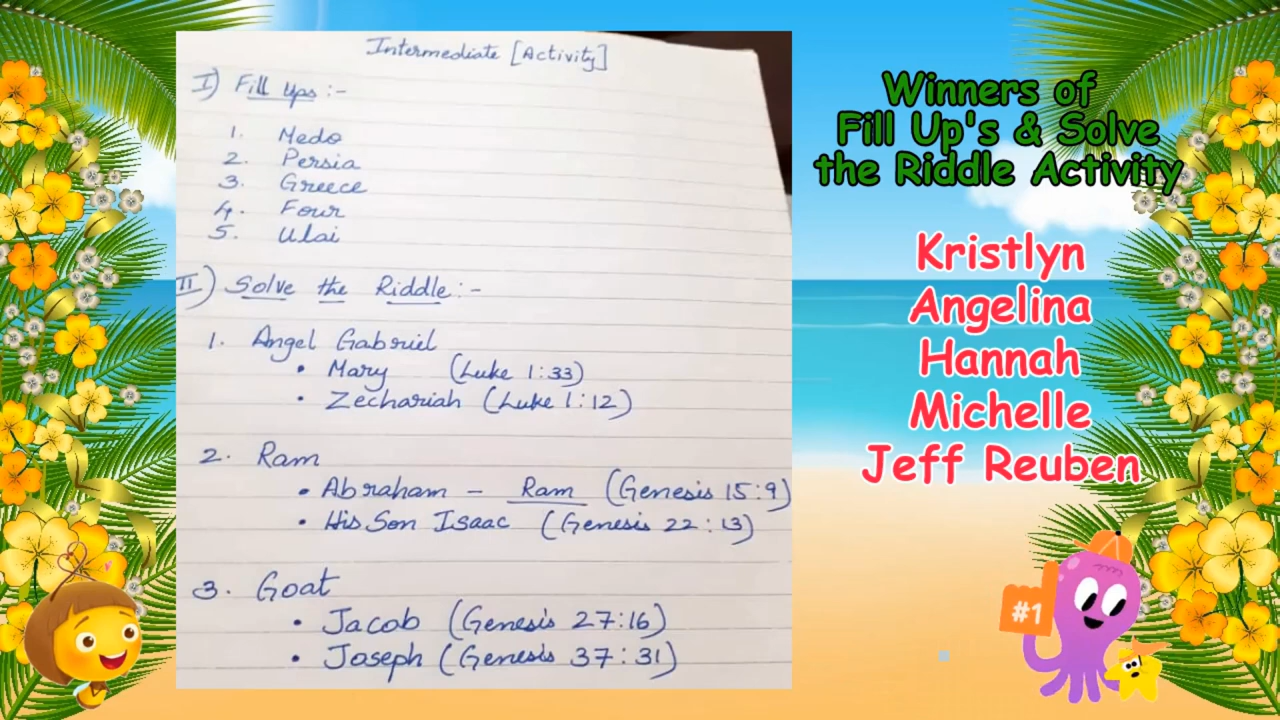 Intermediate [Activity]
I) Fill Ups :-
1. Medo
2. Persia
3. Greece
4. Four
5. Ulai
II) Solve the Riddle :-
1. Angel Gabriel
• Mary (Luke 1:33)
• Zechariah (Luke 1:12)
2. Ram
• Abraham - Ram (Genesis 15:9)
• His Son Isaac (Genesis 22:13)
3. Goat
• Jacob (Genesis 27:16)
• Joseph (Genesis 37:31)
Winners of
Fill Up's & Solve
the Riddle Activity
Kristlyn
Angelina
Hannah
Michelle
Jeff Reuben
#1